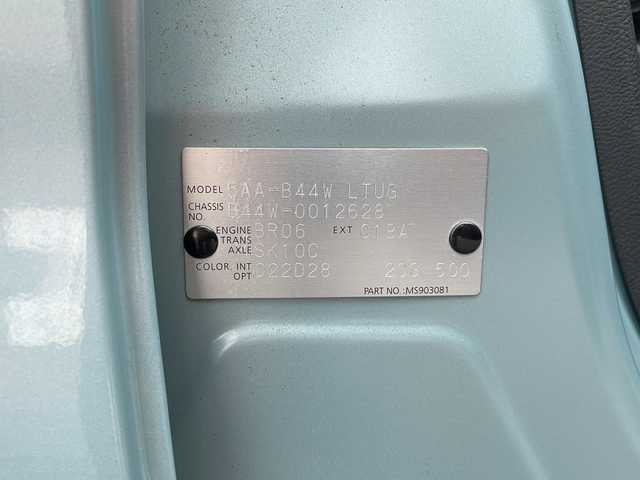 MODEL 5AA-B44W LTUG
CHASSIS NO. B44W-0012628
ENGINE BR06 EXT C19A
TRANS AXLE SK10C
COLOR, INT OPT C22D28 203 500
PART NO.:MS903081